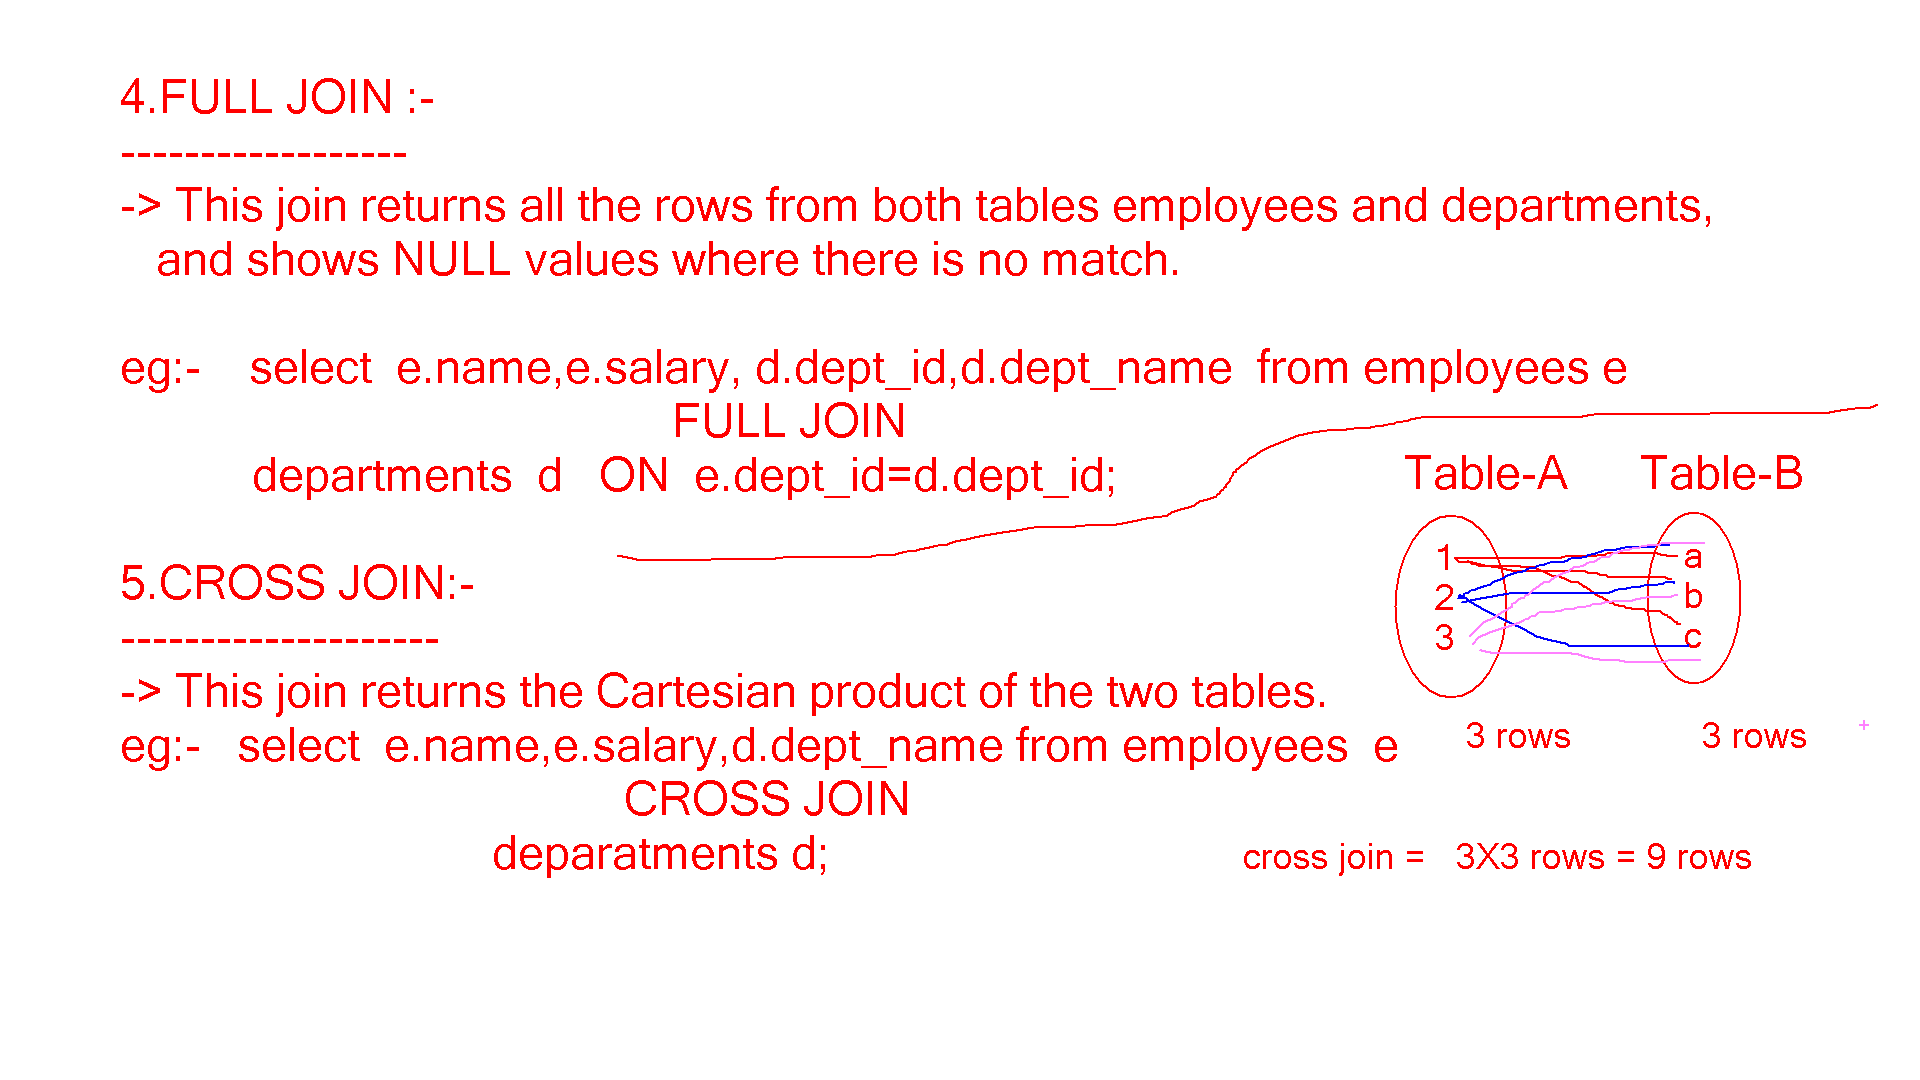 4.FULL JOIN :-
------------------
-> This join returns all the rows from both tables employees and departments,
and shows NULL values where there is no match.
eg:- select e.name,e.salary, d.dept_id,d.dept_name from employees e
FULL JOIN
departments d ON e.dept_id=d.dept_id;
Table-A Table-B
1 a
2 b
3 c
3 rows 3 rows
5.CROSS JOIN:-
--------------------
-> This join returns the Cartesian product of the two tables.
eg:- select e.name,e.salary,d.dept_name from employees e
CROSS JOIN
deparatments d;
cross join = 3X3 rows = 9 rows